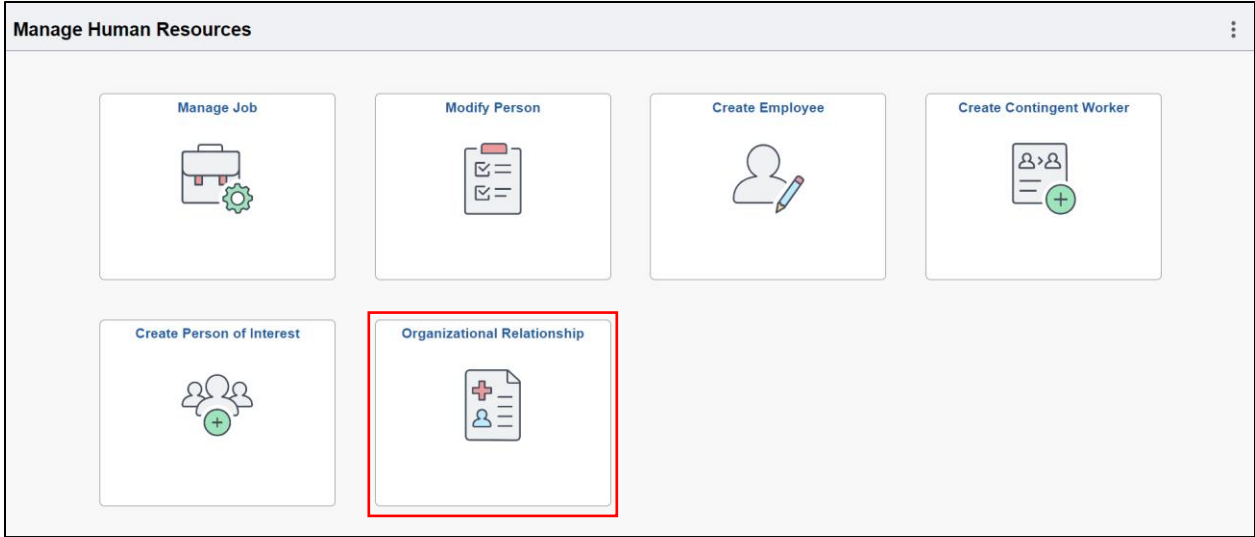 Manage Human Resources
Manage Job
Modify Person
Create Employee
Create Contingent Worker
Create Person of Interest
Organizational Relationship